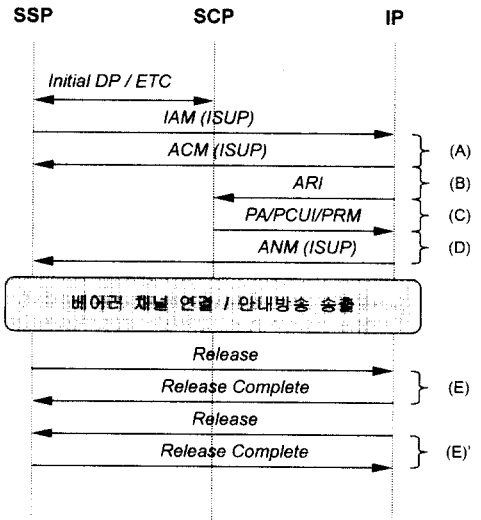 SSP SCP IP
Initial DP / ETC
IAM (ISUP)
ACM (ISUP) (A)
ARI (B)
PA/PCUI/PRM (C)
ANM (ISUP) (D)
베어러 채널 연결 / 안내방송 송출
Release
Release Complete (E)
Release
Release Complete (E)'